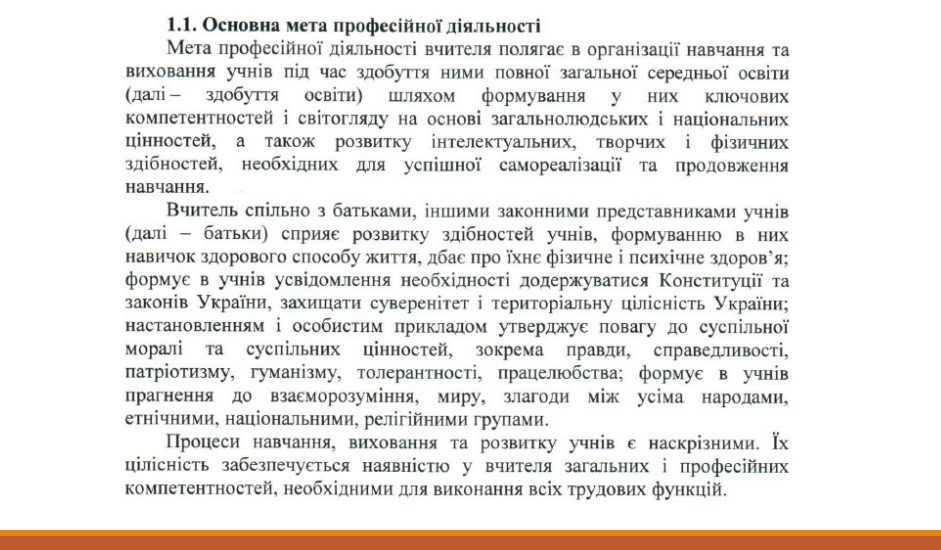 1.1. Основна мета професійної діяльності
Мета професійної діяльності вчителя полягає в організації навчання та
виховання учнів під час здобуття ними повної загальної середньої освіти
(далі – здобуття освіти) шляхом формування у них ключових
компетентностей і світогляду на основі загальнолюдських і національних
цінностей, а також розвитку інтелектуальних, творчих і фізичних
здібностей, необхідних для успішної самореалізації та продовження
навчання.
Вчитель спільно з батьками, іншими законними представниками учнів
(далі – батьки) сприяє розвитку здібностей учнів, формуванню в них
навичок здорового способу життя, дбає про їхнє фізичне і психічне здоров’я;
формує в учнів усвідомлення необхідності додержуватися Конституції та
законів України, захищати суверенітет і територіальну цілісність України;
настановленням і особистим прикладом утверджує повагу до суспільної
моралі та суспільних цінностей, зокрема правди, справедливості,
патріотизму, гуманізму, толерантності, працелюбства; формує в учнів
прагнення до взаєморозуміння, миру, злагоди між усіма народами,
етнічними, національними, релігійними групами.
Процеси навчання, виховання та розвитку учнів є наскрізними. Їх
цілісність забезпечується наявністю у вчителя загальних і професійних
компетентностей, необхідними для виконання всіх трудових функцій.